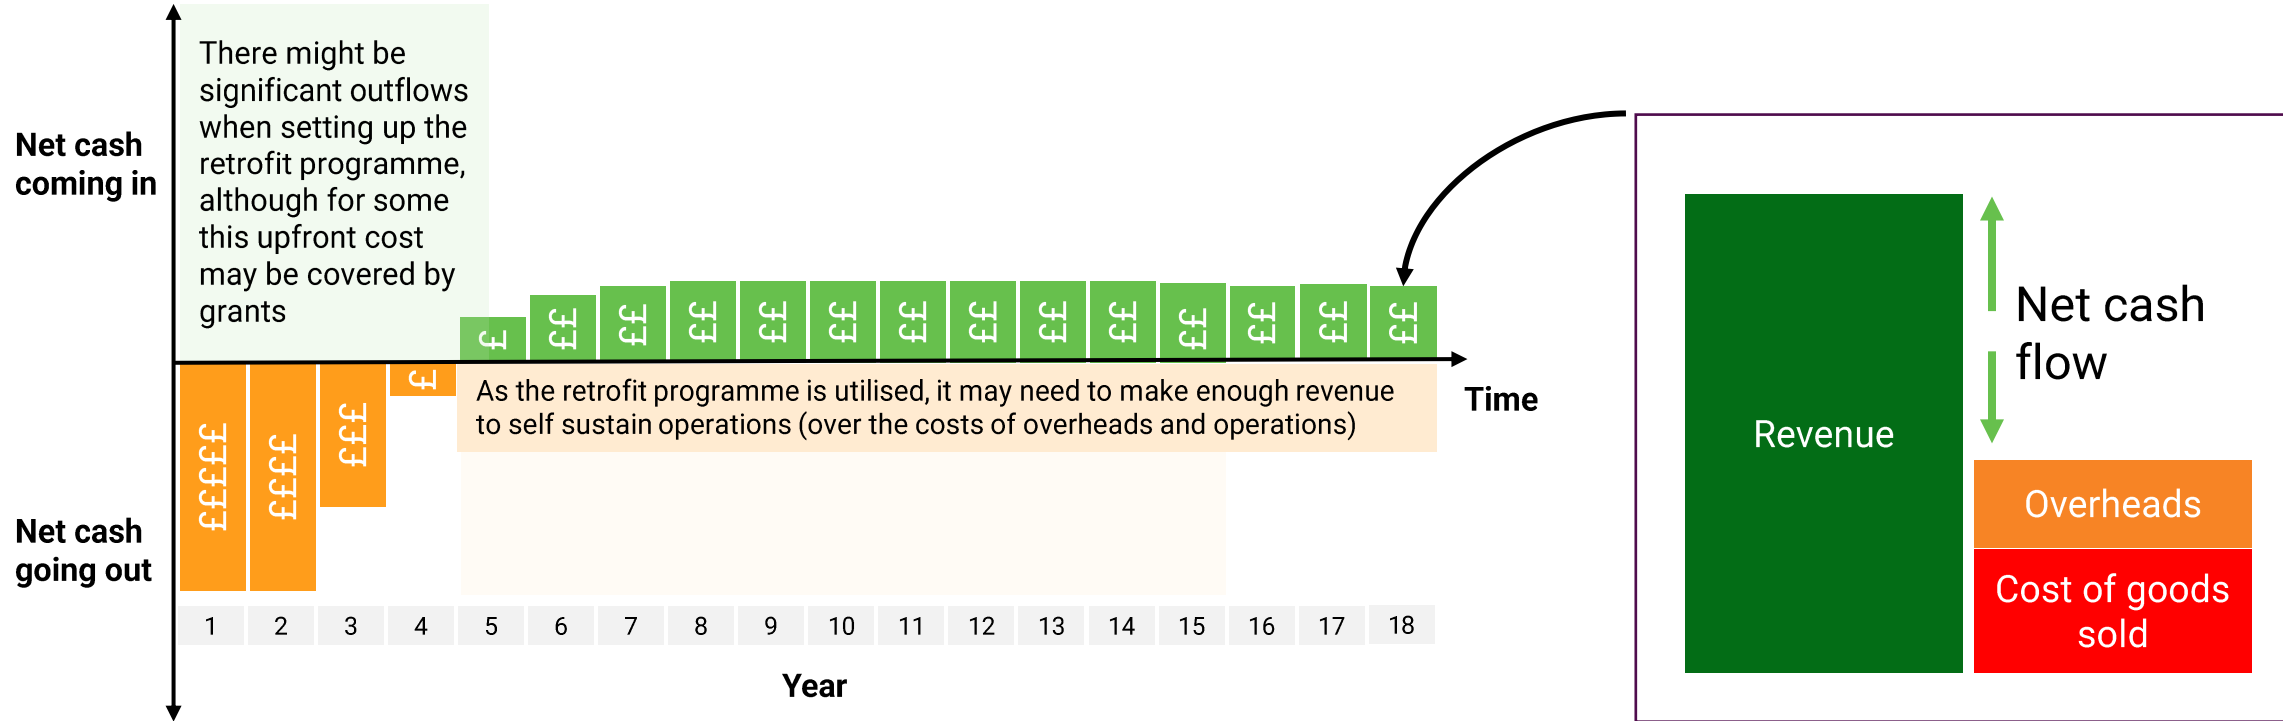 There might be
significant outflows
when setting up the
retrofit programme,
although for some
this upfront cost
may be covered by
grants
Net cash
coming in
Net cash
going out
£££££
££££
£££
£
£
££
££
££
££
££
££
££
££
££
££
££
££
££
As the retrofit programme is utilised, it may need to make enough revenue
to self sustain operations (over the costs of overheads and operations)
Time
1 2 3 4 5 6 7 8 9 10 11 12 13 14 15 16 17 18
Year
Revenue
Net cash
flow
Overheads
Cost of goods
sold